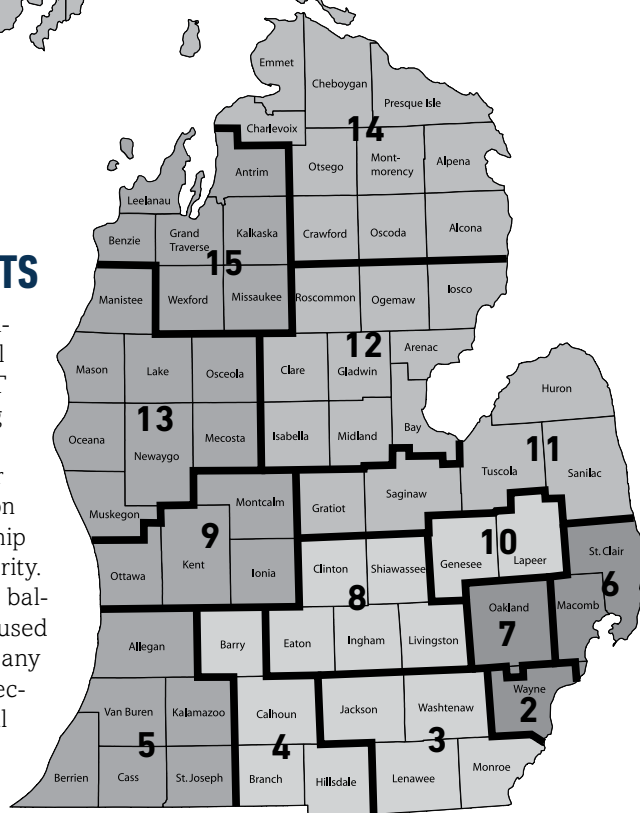 TS
-
l
T
g
r
on
hip
rity.
bal-
used
any
ec-
l
Emmet
Cheboygan
Presque Isle
Charlevoix
14
Antrim
Otsego
Mont-
morency
Alpena
Leelanau
Benzie
Grand
Traverse
Kalkaska
Crawford
Oscoda
Alcona
15
Manistee
Wexford
Missaukee
Roscommon
Ogemaw
Iosco
12
Arenac
Mason
Lake
Osceola
Clare
Gladwin
Huron
13
Oceana
Newaygo
Mecosta
Isabella
Midland
Bay
11
Tuscola
Sanilac
Muskegon
Montcalm
Gratiot
Saginaw
9
10
Ottawa
Kent
Ionia
Clinton
Shiawassee
Genesee
Lapeer
St. Clair
8
6
Oakland
Macomb
7
Allegan
Barry
Eaton
Ingham
Livingston
Wayne
2
Van Buren
Kalamazoo
Calhoun
Jackson
Washtenaw
5
4
3
Berrien
Cass
St. Joseph
Branch
Hillsdale
Lenawee
Monroe